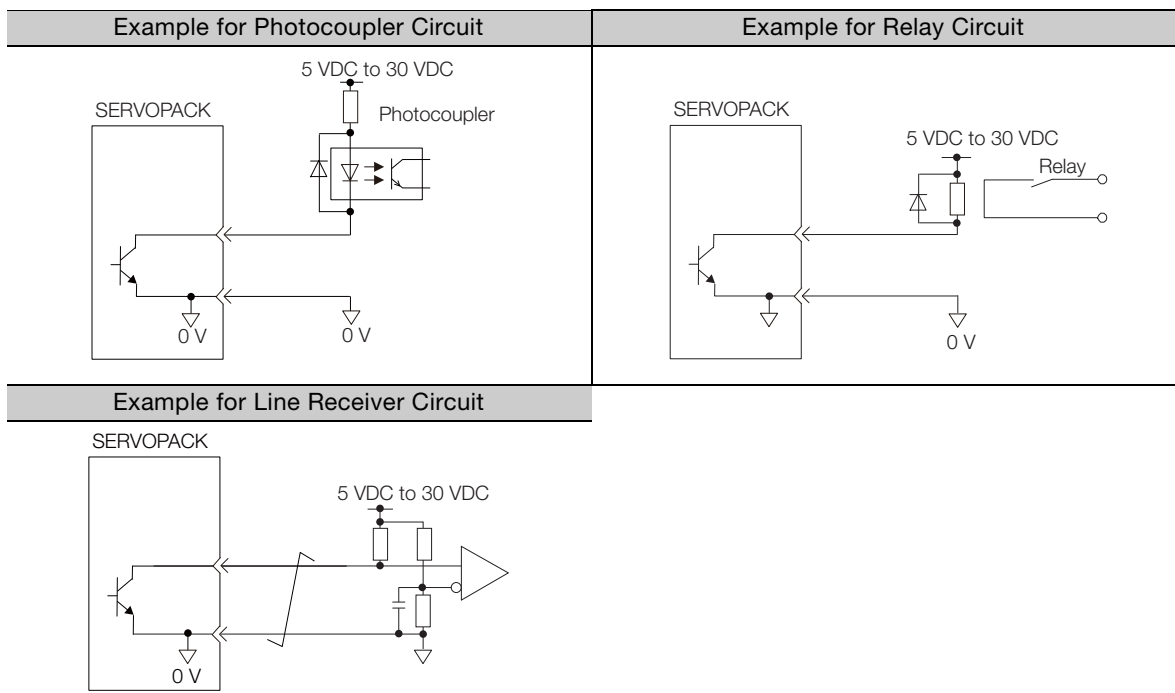 Example for Photocoupler Circuit
Example for Relay Circuit
5 VDC to 30 VDC
SERVOPACK
Photocoupler
0 V
0 V
SERVOPACK
5 VDC to 30 VDC
Relay
0 V
Example for Line Receiver Circuit
SERVOPACK
5 VDC to 30 VDC
0 V